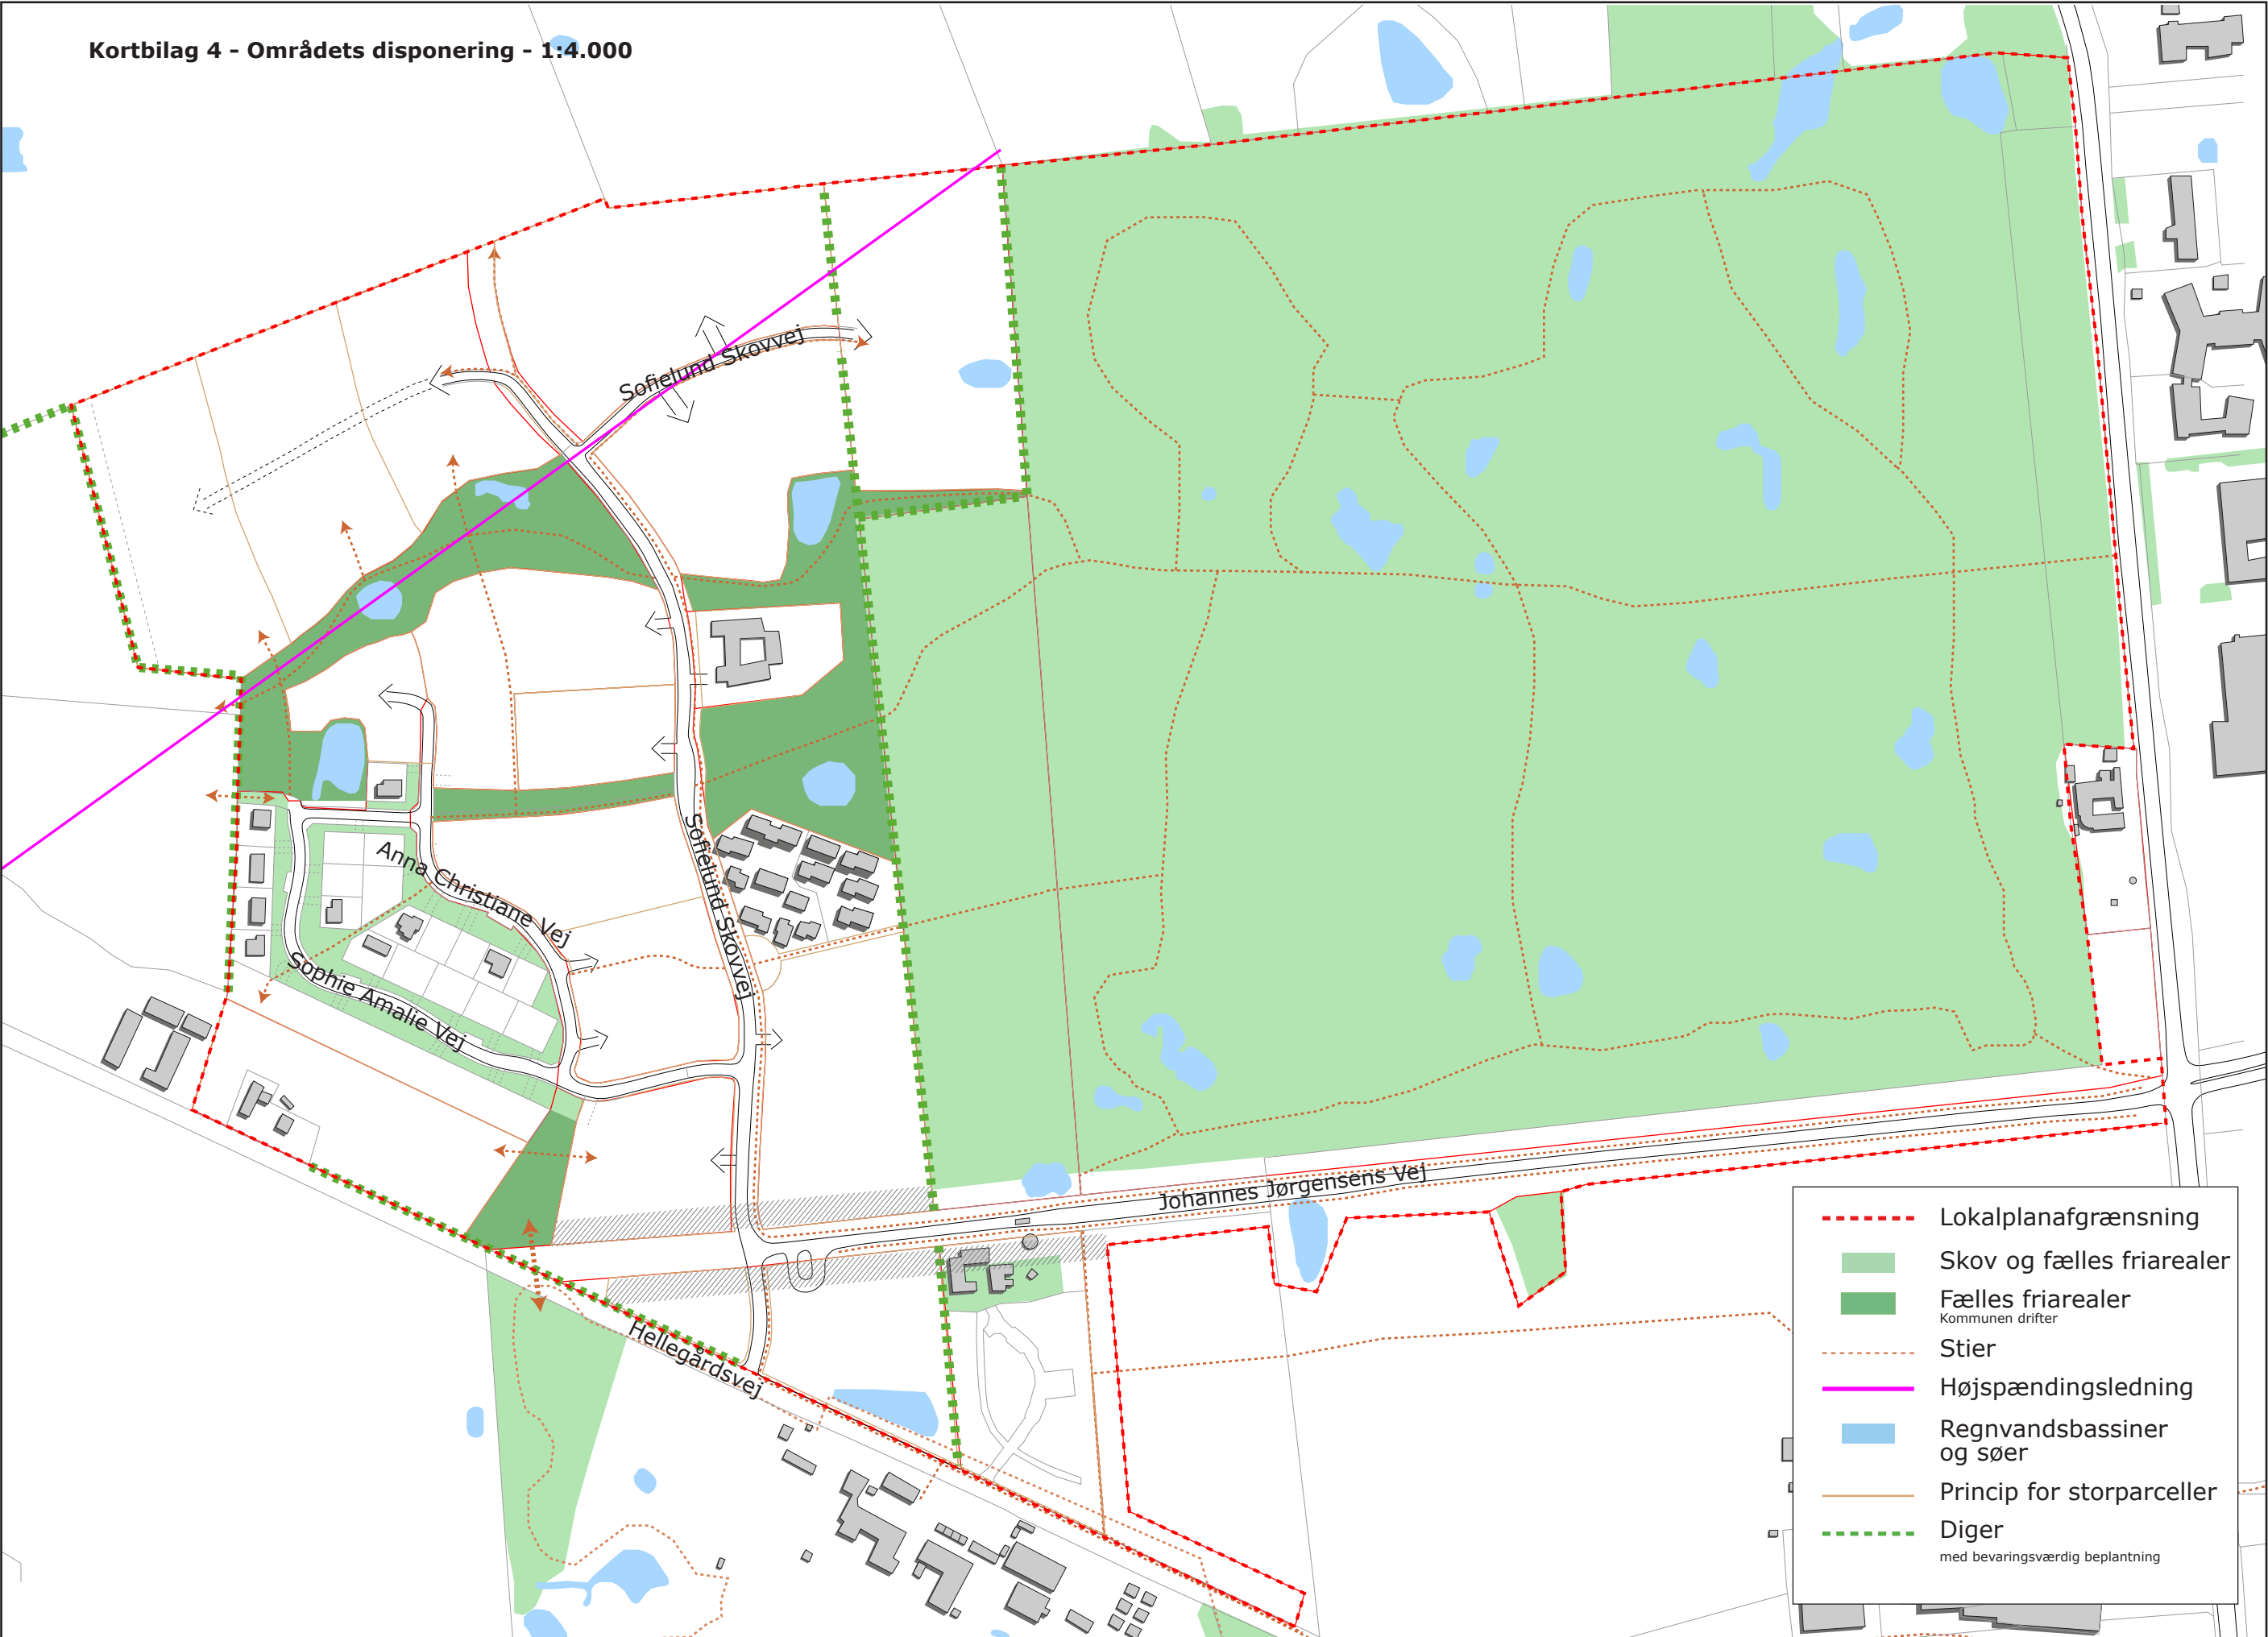 Kortbilag 4 - Områdets disponering - 1:4.000
Sofielund Skovvej
Anna Christiane Vej
Sofielund Skovvej
Sophie Amalie Vej
Johannes Jørgensens Vej
Hellegårdsvej
Lokalplanafgrænsning
Skov og fælles friarealer
Fælles friarealer
Kommunen drifter
Stier
Højspændingsledning
Regnvandsbassiner
og søer
Princip for storparceller
Diger
med bevaringsværdig beplantning